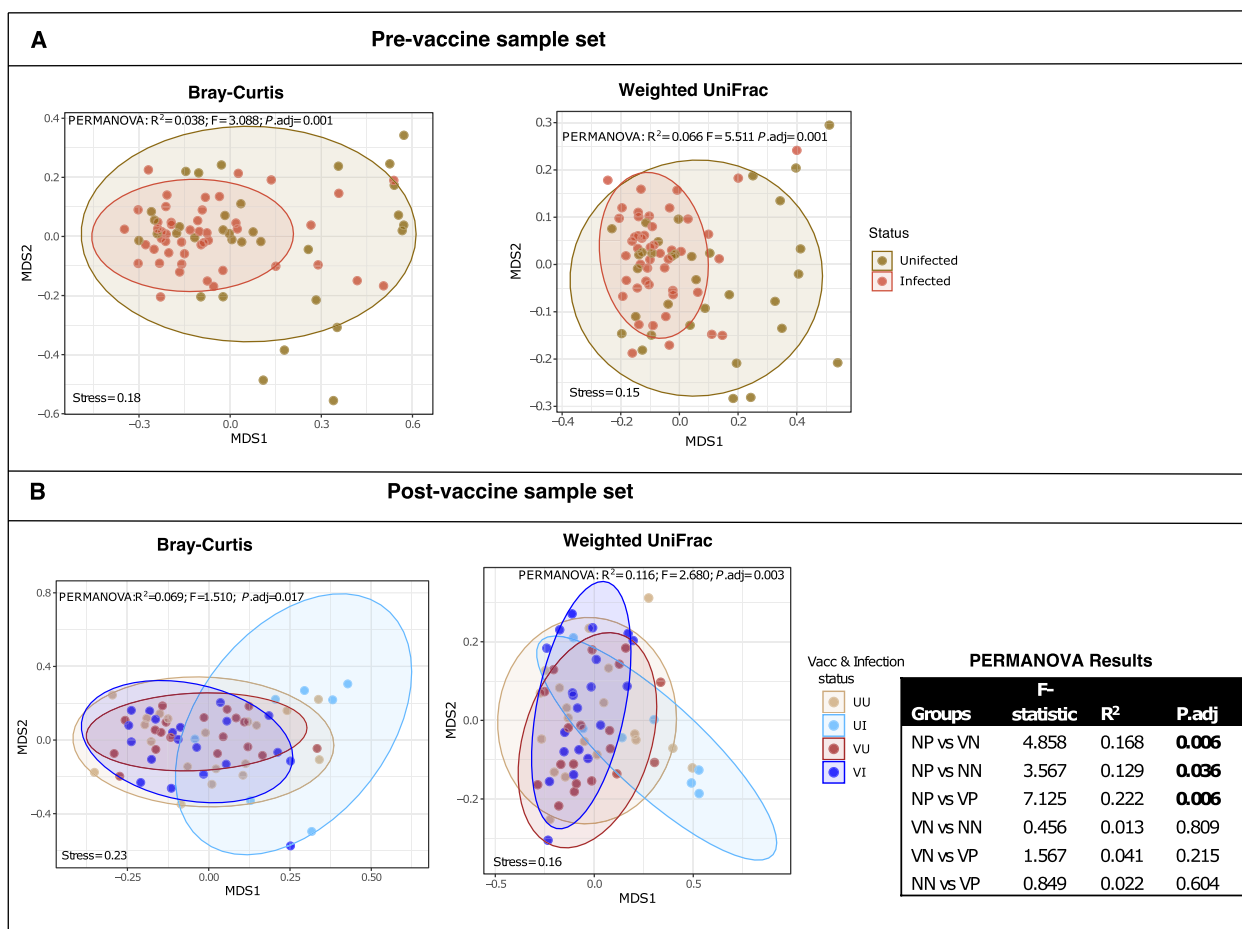 A
Pre-vaccine sample set
Bray-Curtis
PERMANOVA: R²=0.038; F=3.088; P.adj=0.001
0.4
0.2
0.0
−0.2
−0.4
−0.6
MDS2
Stress=0.18
−0.3
0.0
0.3
0.6
MDS1
Weighted UniFrac
PERMANOVA: R²=0.066 F=5.511 P.adj=0.001
0.3
0.2
0.1
0.0
−0.1
−0.2
−0.3
MDS2
Stress=0.15
−0.4
−0.2
0.0
0.2
0.4
MDS1
Status
Unifected
Infected
B
Post-vaccine sample set
Bray-Curtis
PERMANOVA:R²=0.069; F=1.510; P.adj=0.017
0.8
0.4
0.0
−0.4
MDS2
Stress=0.23
−0.25
0.00
0.25
0.50
MDS1
Weighted UniFrac
PERMANOVA: R²=0.116; F=2.680; P.adj=0.003
0.2
0.0
−0.2
MDS2
Stress=0.16
−0.5
0.0
0.5
MDS1
Vacc & Infection
status
UU
UI
VU
VI
PERMANOVA Results
F-
Groups statistic R² P.adj
NP vs VN 4.858 0.168 0.006
NP vs NN 3.567 0.129 0.036
NP vs VP 7.125 0.222 0.006
VN vs NN 0.456 0.013 0.809
VN vs VP 1.567 0.041 0.215
NN vs VP 0.849 0.022 0.604